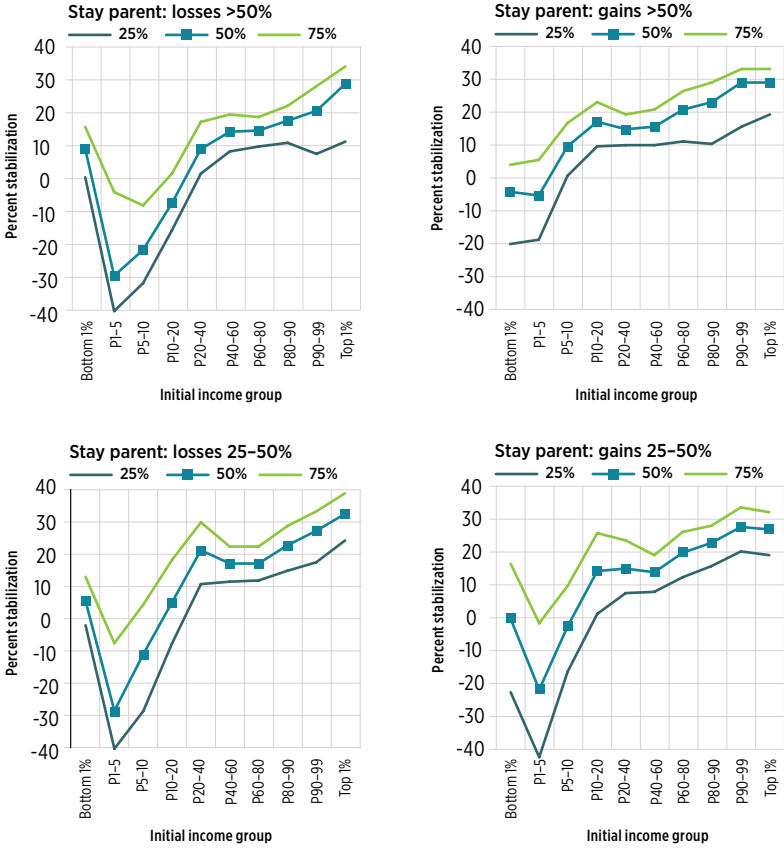 Stay parent: losses >50%
25% 50% 75%
40
30
20
10
0
-10
-20
-30
-40
Percent stabilization
Bottom 1%
P1–5
P5–10
P10–20
P20–40
P40–60
P60–80
P80–90
P90–99
Top 1%
Initial income group
Stay parent: gains >50%
25% 50% 75%
40
30
20
10
0
-10
-20
-30
-40
Percent stabilization
Bottom 1%
P1–5
P5–10
P10–20
P20–40
P40–60
P60–80
P80–90
P90–99
Top 1%
Initial income group
Stay parent: losses 25–50%
25% 50% 75%
40
30
20
10
0
-10
-20
-30
-40
Percent stabilization
Bottom 1%
P1–5
P5–10
P10–20
P20–40
P40–60
P60–80
P80–90
P90–99
Top 1%
Initial income group
Stay parent: gains 25–50%
25% 50% 75%
40
30
20
10
0
-10
-20
-30
-40
Percent stabilization
Bottom 1%
P1–5
P5–10
P10–20
P20–40
P40–60
P60–80
P80–90
P90–99
Top 1%
Initial income group